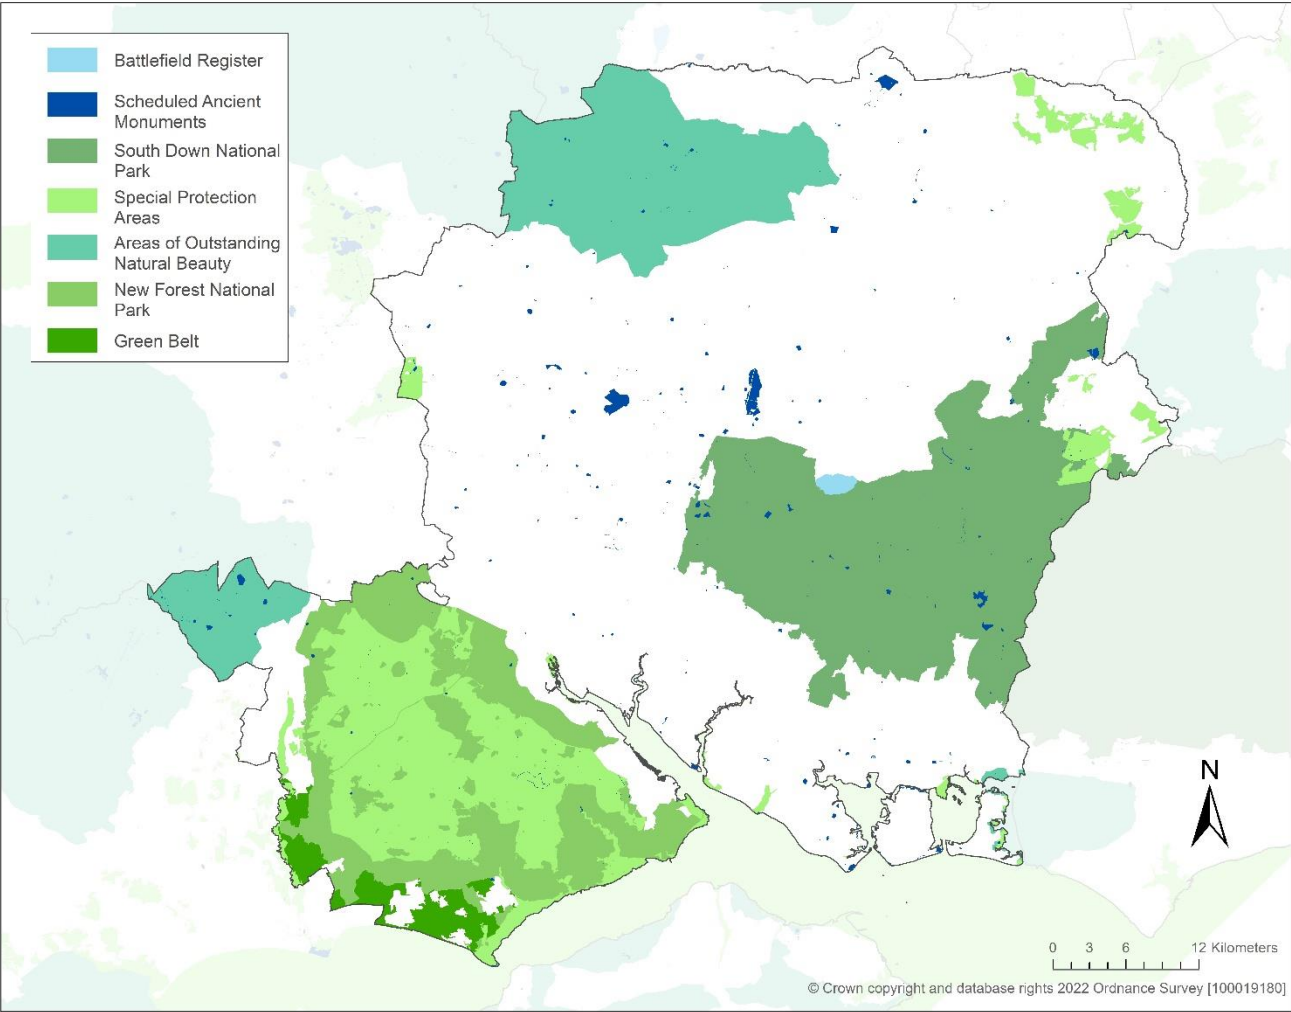 Battlefield Register
Scheduled Ancient
Monuments
South Down National
Park
Special Protection
Areas
Areas of Outstanding
Natural Beauty
New Forest National
Park
Green Belt
N
0 3 6 12 Kilometers
© Crown copyright and database rights 2022 Ordnance Survey [100019180]